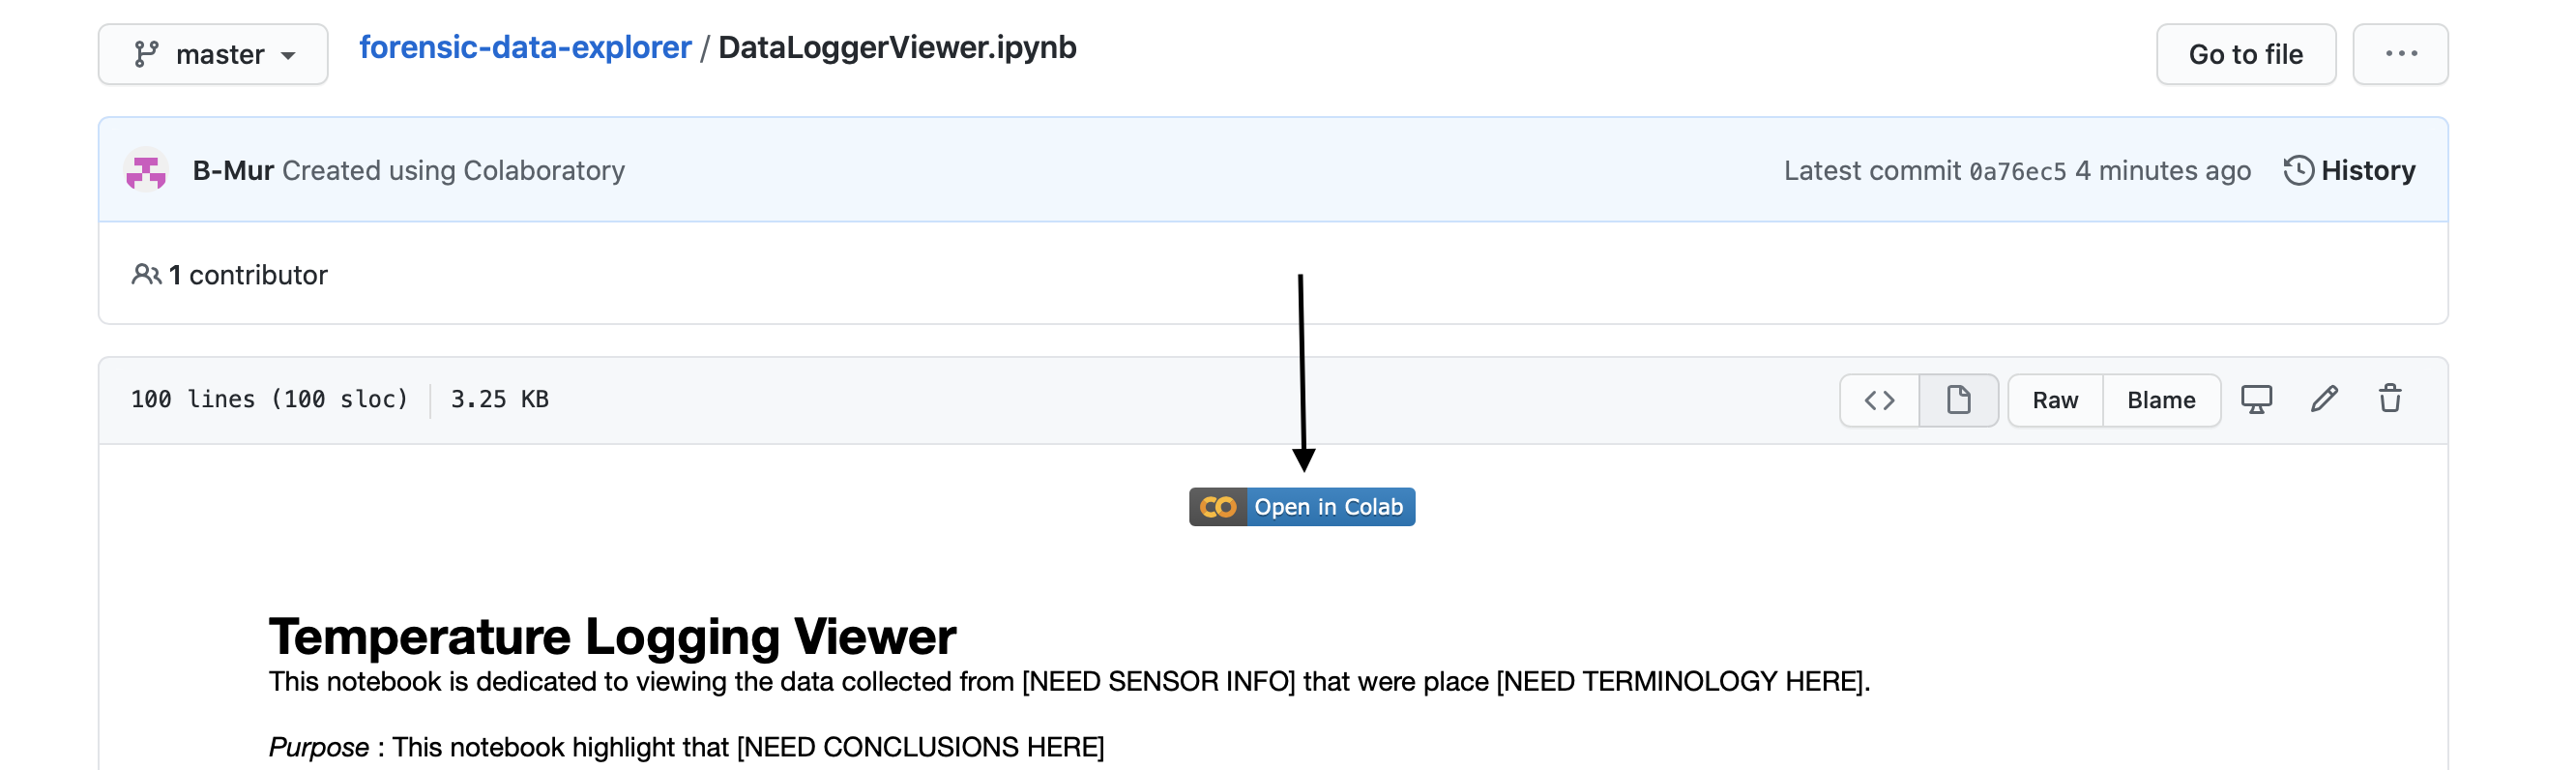 master forensic-data-explorer / DataLoggerViewer.ipynb Go to file ...
B-Mur Created using Colaboratory Latest commit 0a76ec5 4 minutes ago History
1 contributor
100 lines (100 sloc) 3.25 KB <> Raw Blame
CO Open in Colab
Temperature Logging Viewer
This notebook is dedicated to viewing the data collected from [NEED SENSOR INFO] that were place [NEED TERMINOLOGY HERE].
Purpose : This notebook highlight that [NEED CONCLUSIONS HERE]